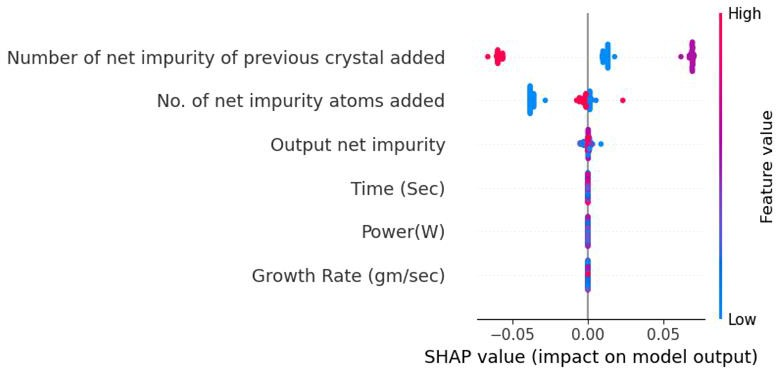 High
Number of net impurity of previous crystal added
No. of net impurity atoms added
Output net impurity
Time (Sec)
Power(W)
Growth Rate (gm/sec)
Feature value
Low
−0.05 0.00 0.05
SHAP value (impact on model output)